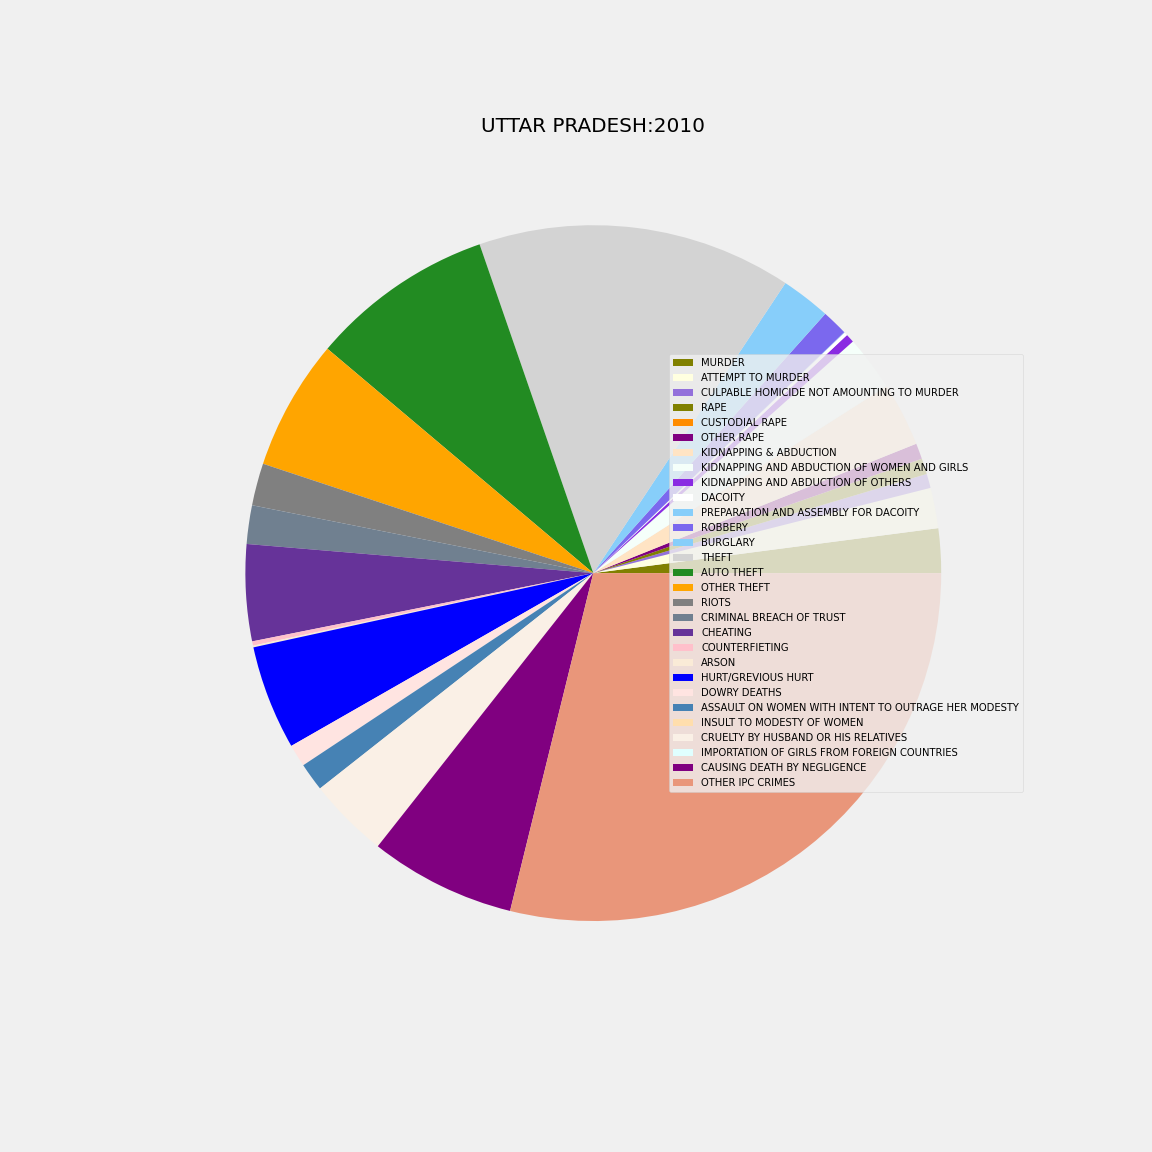 UTTAR PRADESH:2010
MURDER
ATTEMPT TO MURDER
CULPABLE HOMICIDE NOT AMOUNTING TO MURDER
RAPE
CUSTODIAL RAPE
OTHER RAPE
KIDNAPPING & ABDUCTION
KIDNAPPING AND ABDUCTION OF WOMEN AND GIRLS
KIDNAPPING AND ABDUCTION OF OTHERS
DACOITY
PREPARATION AND ASSEMBLY FOR DACOITY
ROBBERY
BURGLARY
THEFT
AUTO THEFT
OTHER THEFT
RIOTS
CRIMINAL BREACH OF TRUST
CHEATING
COUNTERFIETING
ARSON
HURT/GREVIOUS HURT
DOWRY DEATHS
ASSAULT ON WOMEN WITH INTENT TO OUTRAGE HER MODESTY
INSULT TO MODESTY OF WOMEN
CRUELTY BY HUSBAND OR HIS RELATIVES
IMPORTATION OF GIRLS FROM FOREIGN COUNTRIES
CAUSING DEATH BY NEGLIGENCE
OTHER IPC CRIMES